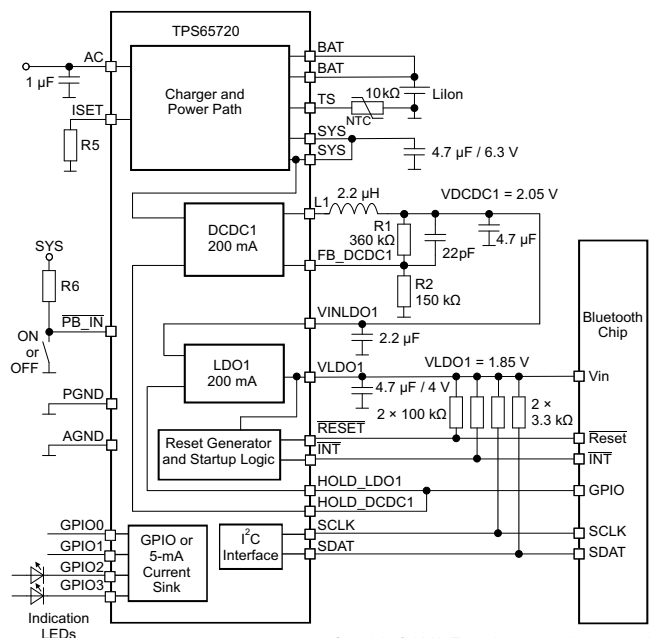 TPS65720
AC
1 µF
ISET
R5
Charger and
Power Path
BAT
BAT
TS
10 kΩ
NTC
LiIon
SYS
SYS
4.7 µF / 6.3 V
DCDC1
200 mA
L1
2.2 µH
VDCDC1 = 2.05 V
R1
360 kΩ
22pF
4.7 µF
FB_DCDC1
R2
150 kΩ
SYS
R6
PB_IN
ON
or
OFF
PGND
AGND
VINLDO1
2.2 µF
LDO1
200 mA
VLDO1
VLDO1 = 1.85 V
4.7 µF / 4 V
2 × 100 kΩ
2 ×
3.3 kΩ
Reset Generator
and Startup Logic
RESET
INT
HOLD_LDO1
HOLD_DCDC1
SCLK
SDAT
I2C
Interface
GPIO0
GPIO1
GPIO2
GPIO3
GPIO or
5-mA
Current
Sink
Indication
LEDs
Bluetooth
Chip
Vin
Reset
INT
GPIO
SCLK
SDAT